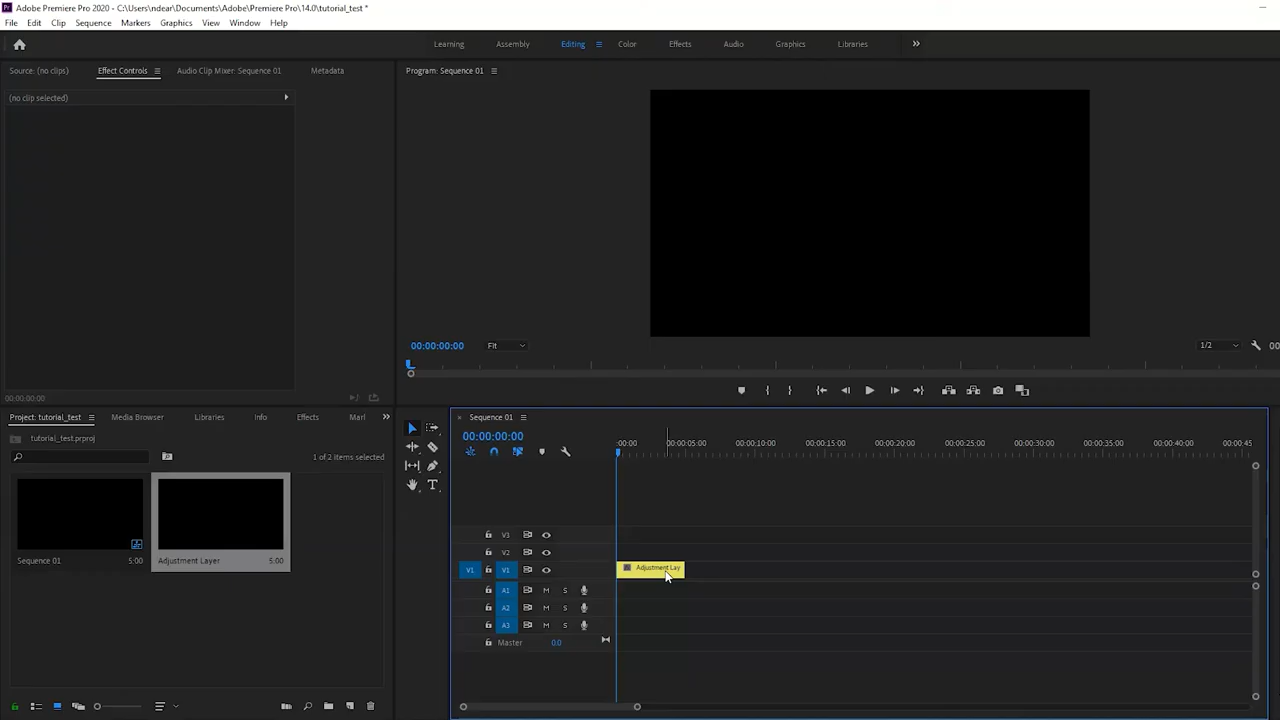 Adobe Premiere Pro 2020 - C:\Users\ndear\Documents\Adobe\Premiere Pro\14.0\tutorial_test *
File Edit Clip Sequence Markers Graphics View Window Help
Learning Assembly Editing Color Effects Audio Graphics Libraries
Source: (no clips) Effect Controls Audio Clip Mixer: Sequence 01 Metadata
Program: Sequence 01
(no clip selected)
00:00:00:00 Fit 1/2 00
00:00:00:00
Project: tutorial_test Media Browser Libraries Info Effects Marl
tutorial_test.prproj
1 of 2 items selected
Sequence 01 5:00
Adjustment Layer 5:00
Sequence 01
00:00:00:00
:00:00 00:00:05:00 00:00:10:00 00:00:15:00 00:00:20:00 00:00:25:00 00:00:30:00 00:00:35:00 00:00:40:00 00:00:45
V3
V2
V1 V1 Adjustment Lay
A1 M S
A2 M S
A3 M S
Master 0.0